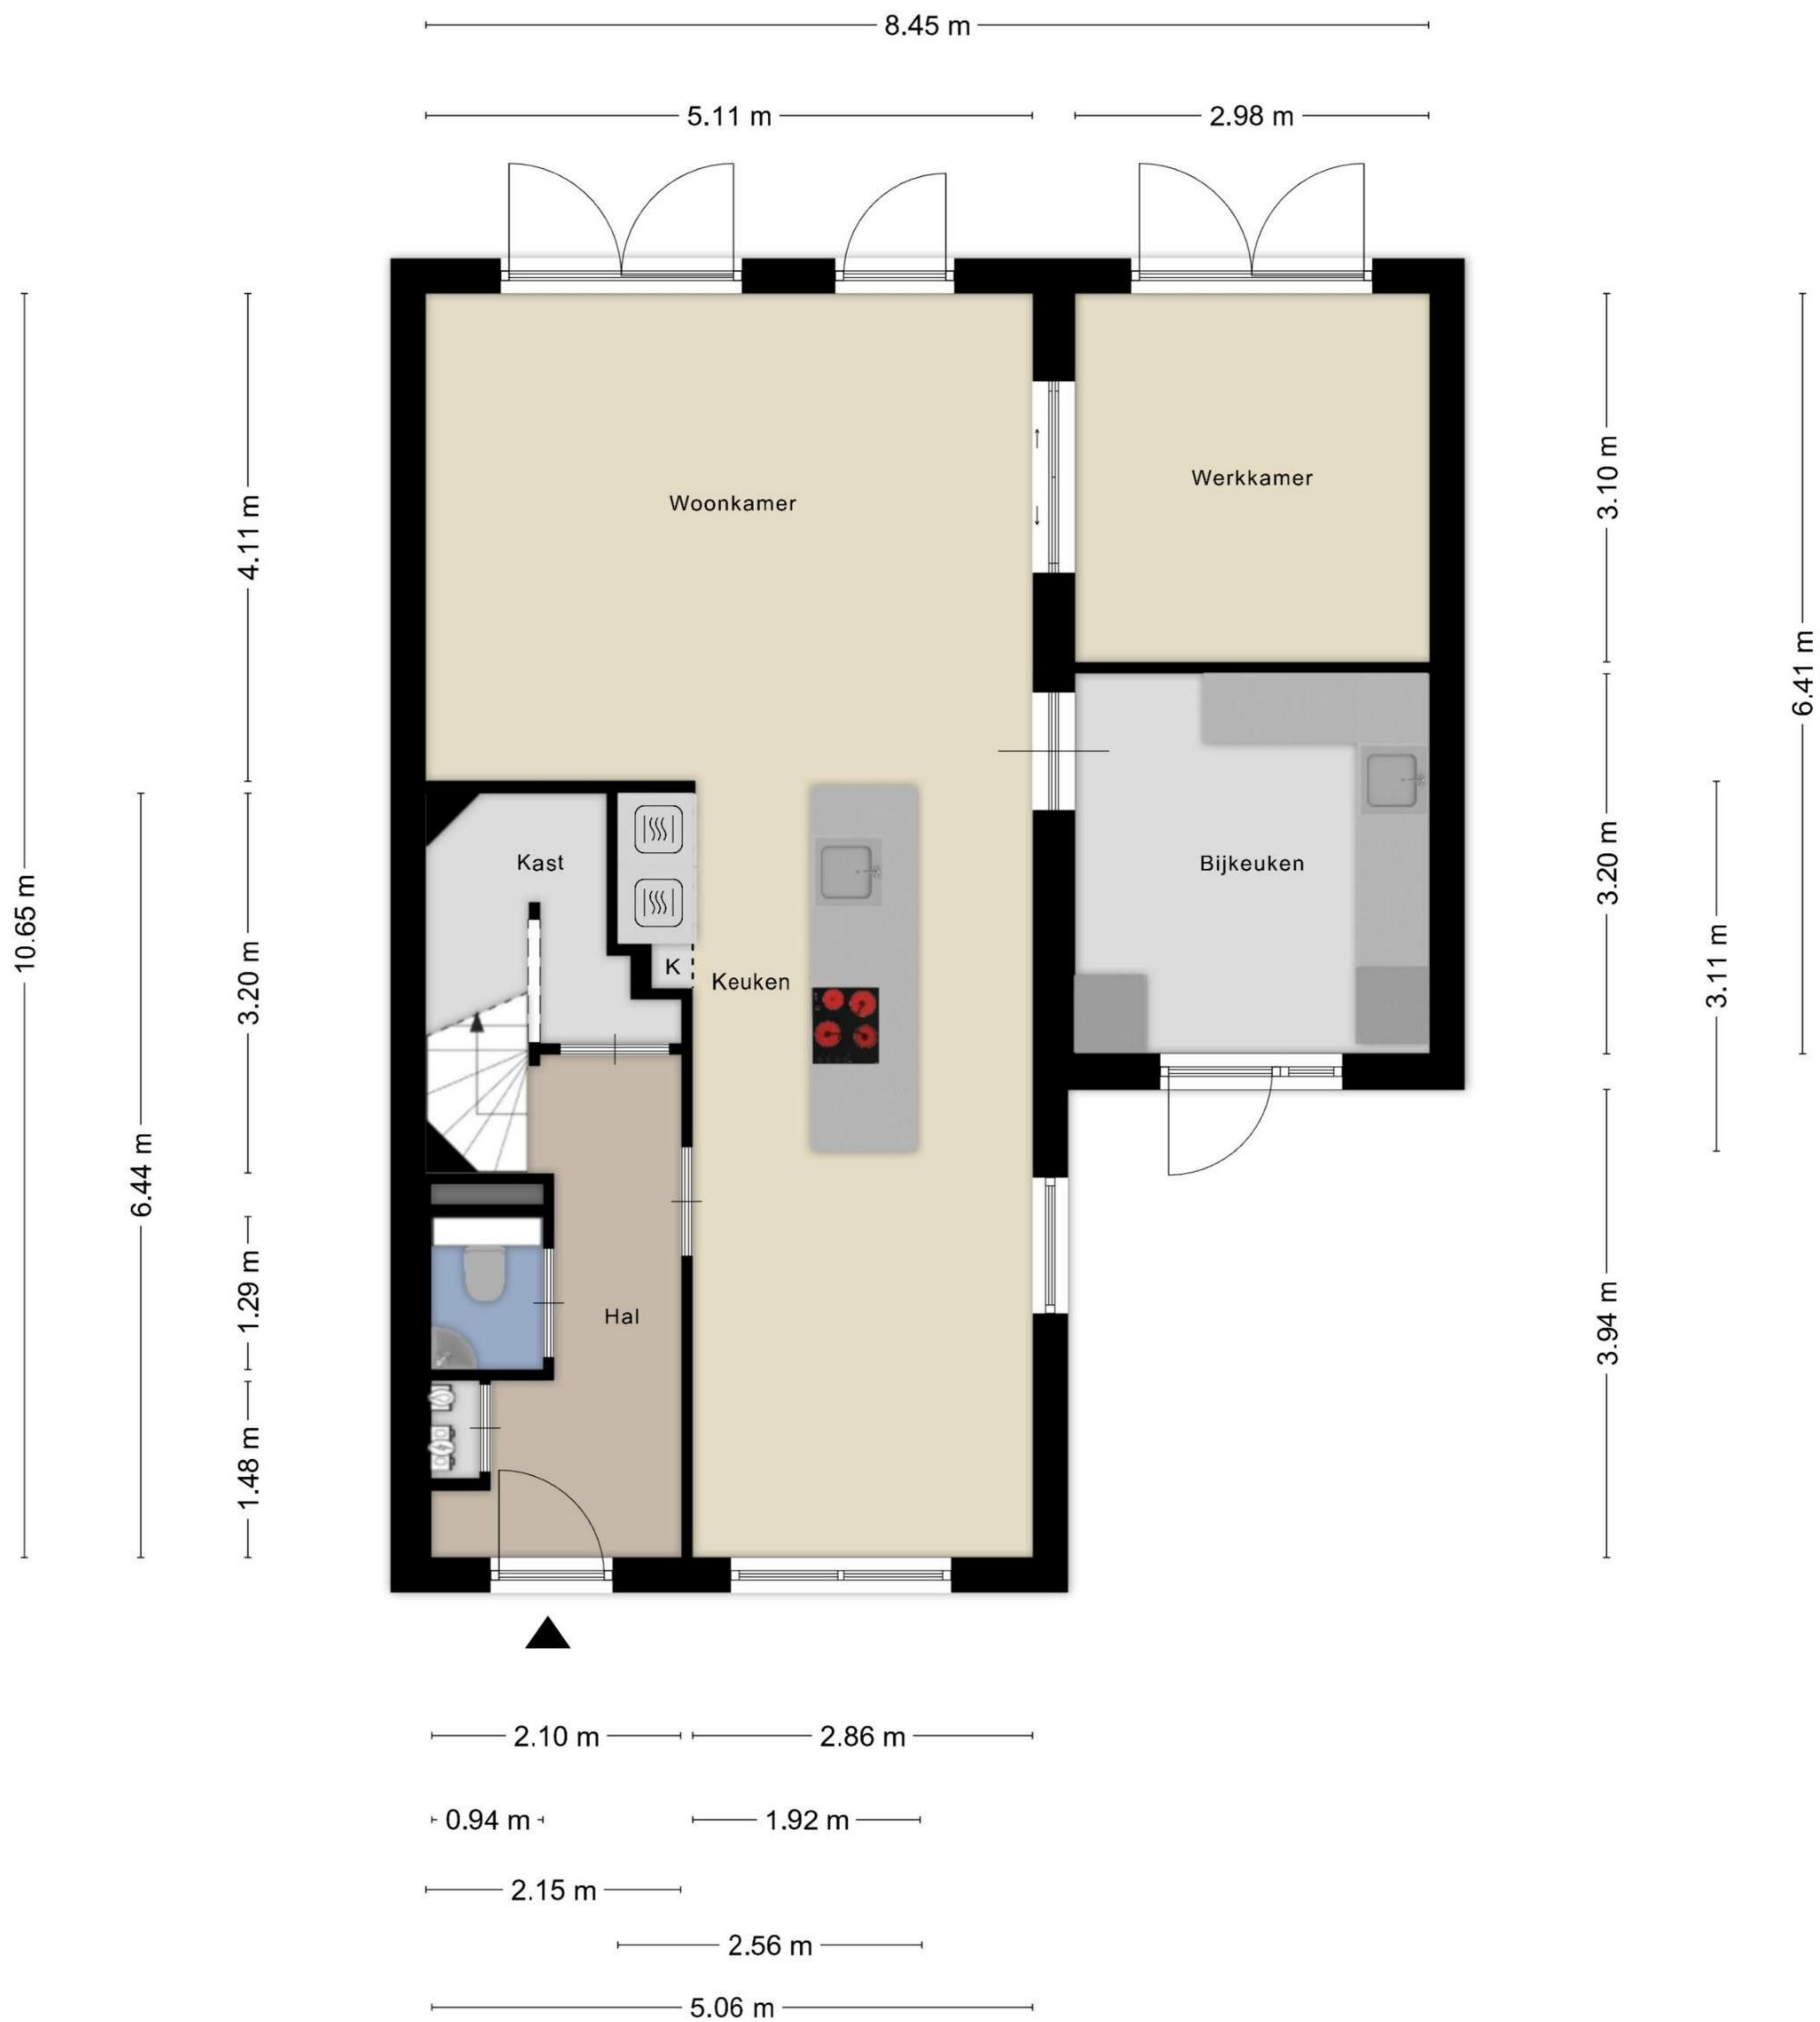 8.45 m
5.11 m
2.98 m
Woonkamer
Werkkamer
4.11 m
3.10 m
6.41 m
Kast
Bijkeuken
3.20 m
10.65 m
3.20 m
K
Keuken
3.11 m
6.44 m
1.29 m
Hal
3.94 m
1.48 m
2.10 m
2.86 m
0.94 m
1.92 m
2.15 m
2.56 m
5.06 m